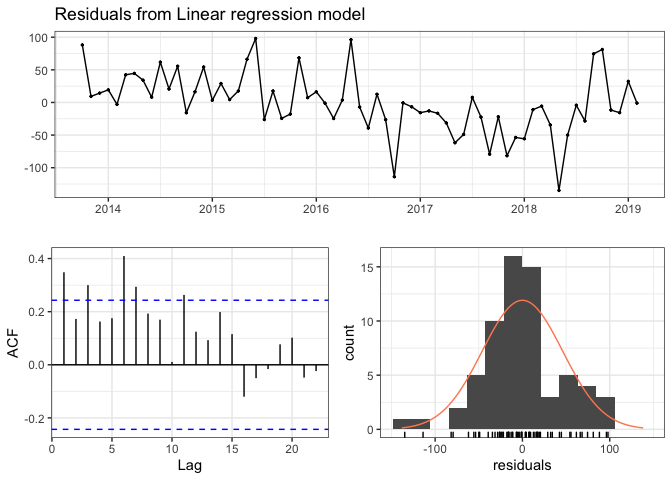 Residuals from Linear regression model
100
50
0
-50
-100
2014 2015 2016 2017 2018 2019
0.4
0.2
0.0
-0.2
ACF
0 5 10 15 20
Lag
15
10
5
0
count
-100 0 100
residuals